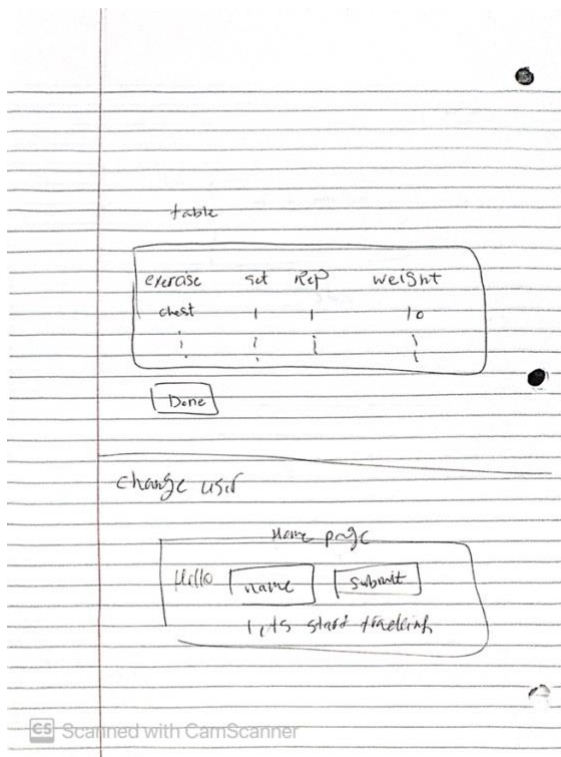 table
exercise set Rep weight
chest 1 1 10
Done
change user
Home page
Hello name submit
lets start tracking
CS Scanned with CamScanner